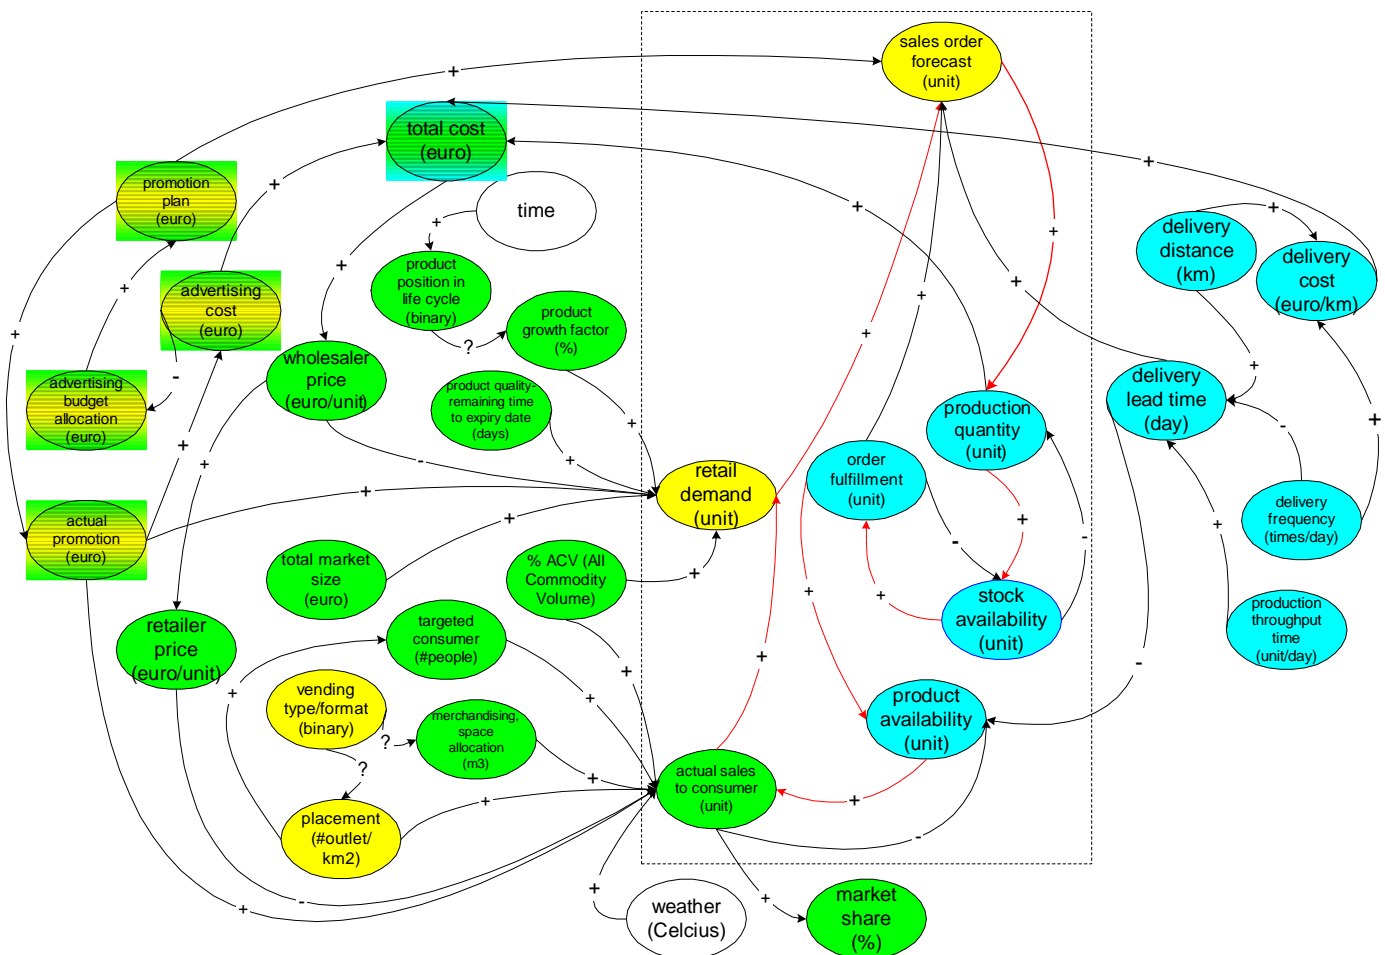 sales order
forecast
(unit)
+
total cost
(euro)
+
+
promotion
plan
(euro)
time
+
+
+
+
delivery
distance
(km)
+
delivery
cost
(euro/km)
product
position in
life cycle
(binary)
+
+
+
advertising
cost
(euro)
+
product
growth factor
(%)
?
+
+
+
wholesaler
price
(euro/unit)
-
advertising
budget
allocation
(euro)
product quality-
remaining time
to expiry date
(days)
+
delivery
lead time
(day)
production
quantity
(unit)
+
-
+
+
+
-
+
retail
demand
(unit)
order
fulfillment
(unit)
+
+
+
delivery
frequency
(times/day)
+
actual
promotion
(euro)
-
-
total market
size
(euro)
% ACV (All
Commodity
Volume)
+
+
+
stock
availability
(unit)
production
throughput
time
(unit/day)
retailer
price
(euro/unit)
targeted
consumer
(#people)
+
+
-
+
+
vending
type/format
(binary)
product
availability
(unit)
merchandising,
space
allocation
(m3)
?
?
+
actual sales
to consumer
(unit)
+
+
placement
(#outlet/
km2)
-
+
-
+
+
weather
(Celcius)
market
share
(%)